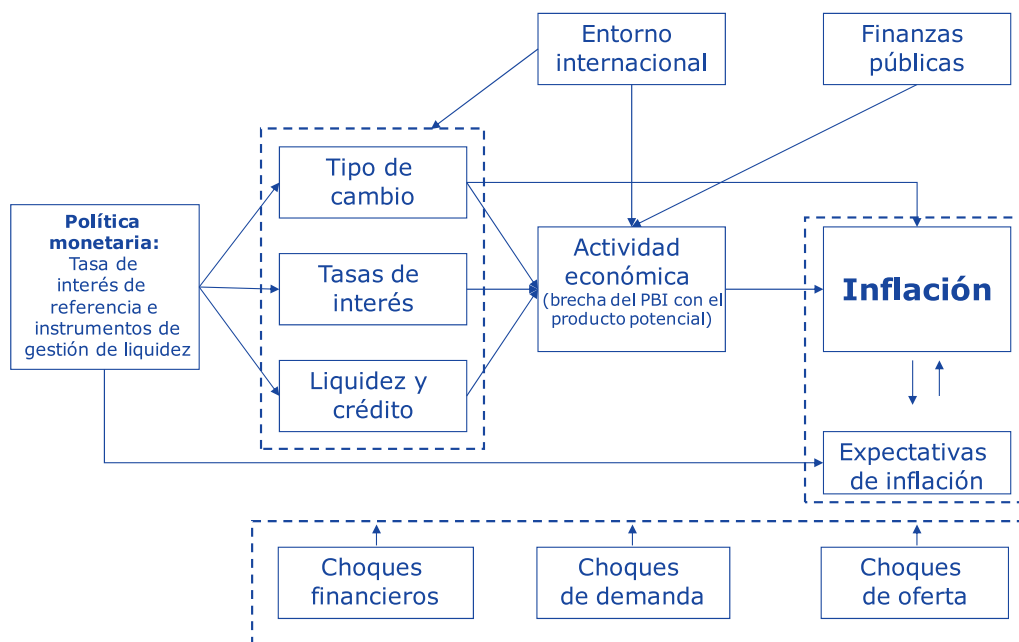 Entorno
internacional
Finanzas
públicas
Tipo de
cambio
Política
monetaria:
Tasa de
interés de
referencia e
instrumentos de
gestión de liquidez
Tasas de
interés
Actividad
económica
(brecha del PBI con el
producto potencial)
Inflación
Liquidez y
crédito
Expectativas
de inflación
Choques
financieros
Choques
de demanda
Choques
de oferta